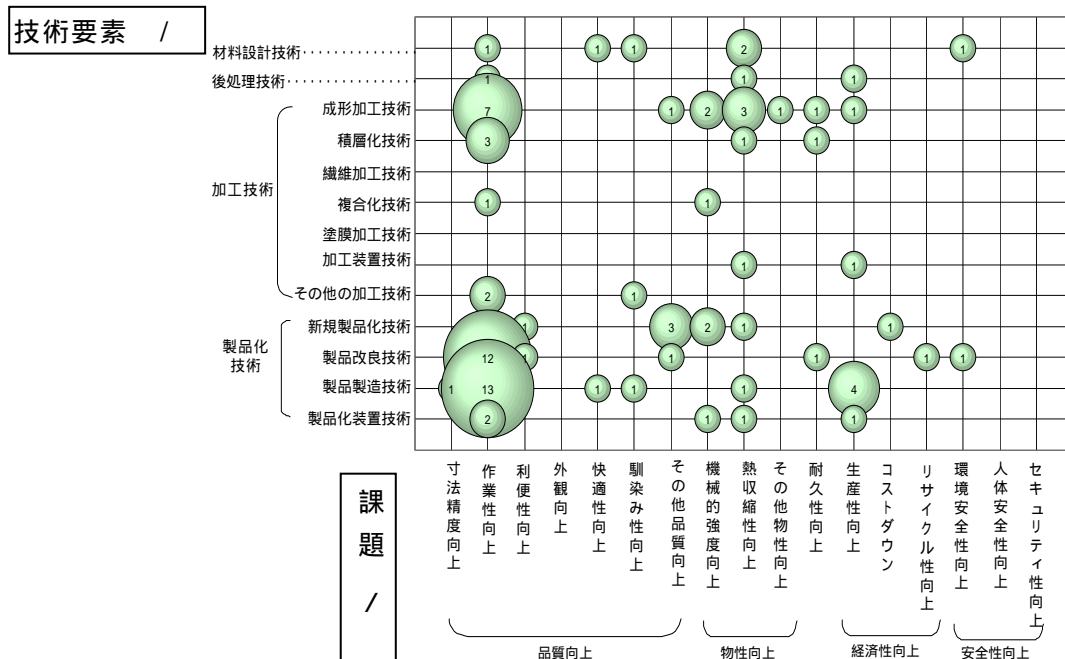 技術要素 /
材料設計技術 1 1 1 2 1
後処理技術 1 1 1
成形加工技術 7 1 2 3 1 1 1
積層化技術 3 1 1
繊維加工技術
加工技術
複合化技術 1 1
塗膜加工技術
加工装置技術 1 1
その他の加工技術 2 1
新規製品化技術 1 3 2 1 1
製品化
技術
製品改良技術 12 1 1 1 1 1
製品製造技術 1 13 1 1 1 4
製品化装置技術 2 1 1 1
課題 /
寸法精度向上
作業性向上
利便性向上
外観向上
快適性向上
馴染み性向上
その他品質向上
機械的強度向上
熱収縮性向上
その他物性向上
耐久性向上
生産性向上
コストダウン
リサイクル性向上
環境安全性向上
人体安全性向上
セキュリティ性向上
品質向上
物性向上
経済性向上
安全性向上